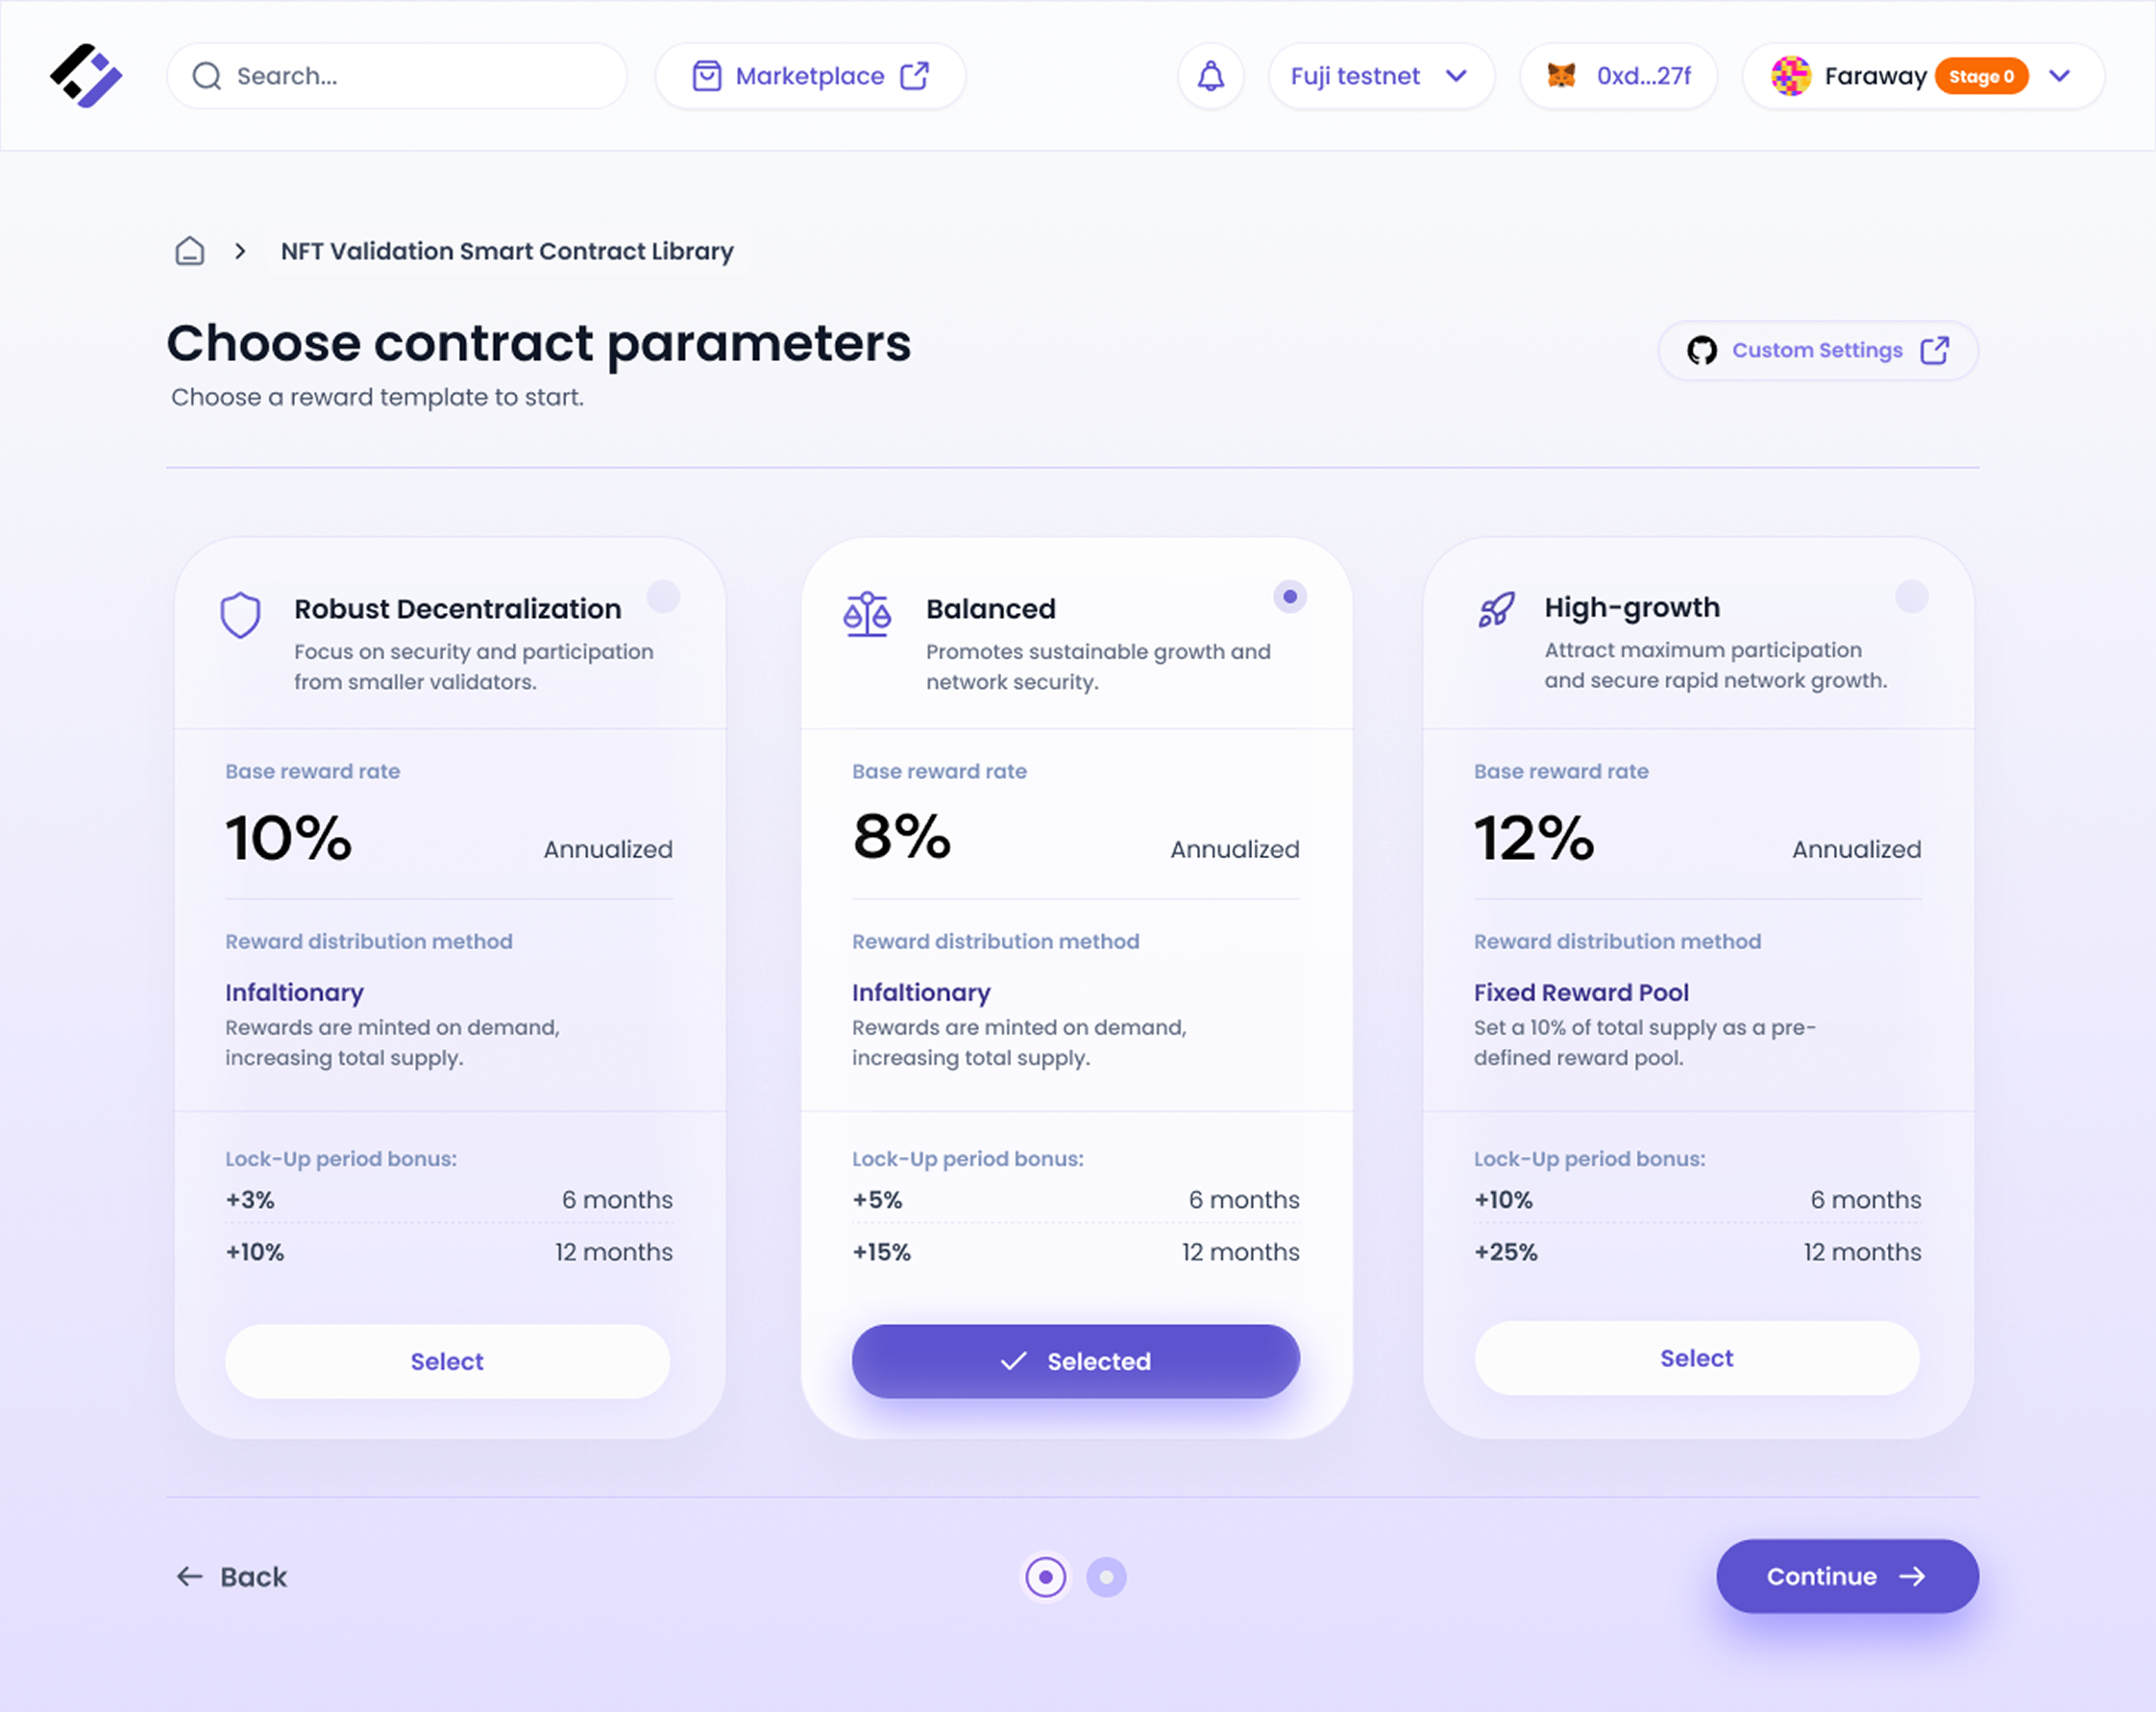 Search...
Marketplace
Fuji testnet
0xd...27f
Faraway
Stage 0
NFT Validation Smart Contract Library
Choose contract parameters
Choose a reward template to start.
Custom Settings
Robust Decentralization
Focus on security and participation
from smaller validators.
Base reward rate
10%
Annualized
Reward distribution method
Infaltionary
Rewards are minted on demand,
increasing total supply.
Lock-Up period bonus:
+3%
6 months
+10%
12 months
Select
Balanced
Promotes sustainable growth and
network security.
Base reward rate
8%
Annualized
Reward distribution method
Infaltionary
Rewards are minted on demand,
increasing total supply.
Lock-Up period bonus:
+5%
6 months
+15%
12 months
Selected
High-growth
Attract maximum participation
and secure rapid network growth.
Base reward rate
12%
Annualized
Reward distribution method
Fixed Reward Pool
Set a 10% of total supply as a pre-
defined reward pool.
Lock-Up period bonus:
+10%
6 months
+25%
12 months
Select
Back
Continue